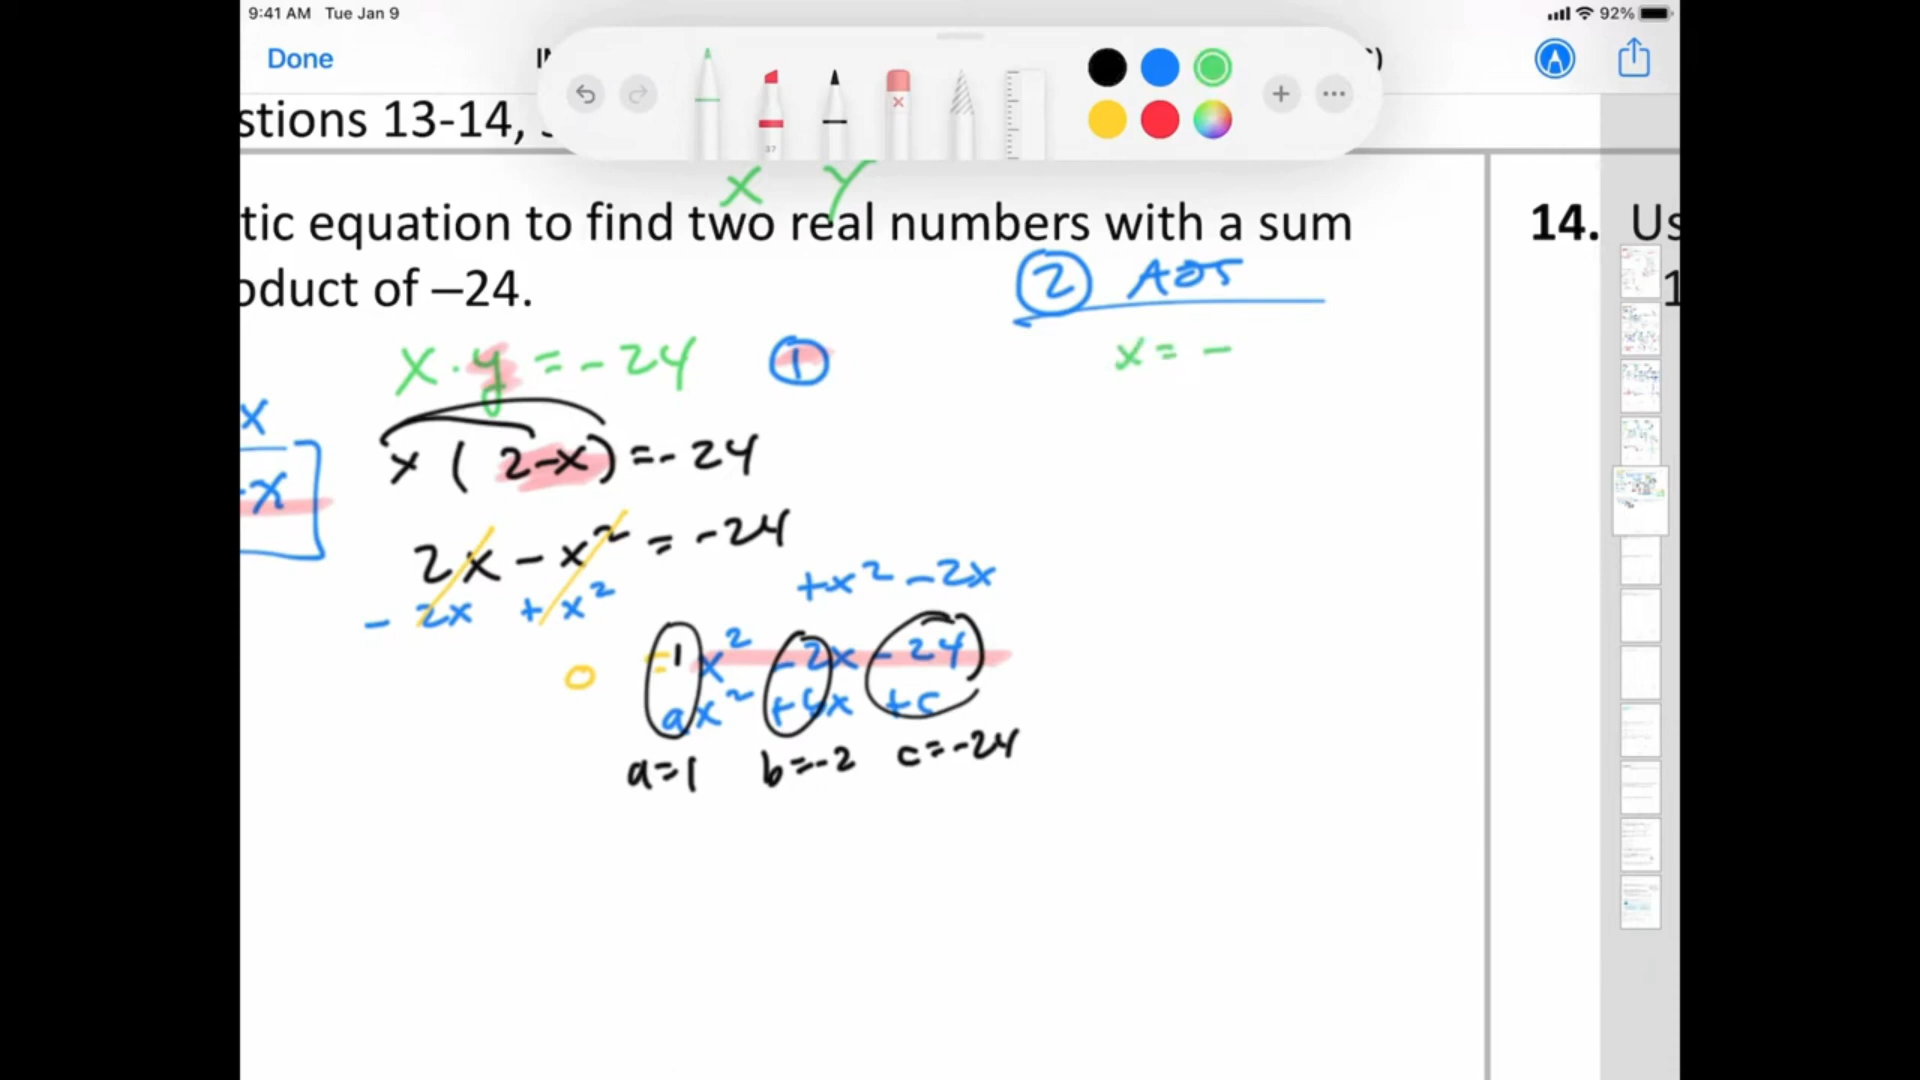 9:41 AM Tue Jan 9
92%
Done
37
stions 13-14,
X Y
tic equation to find two real numbers with a sum
oduct of –24.
14. Us
1
② AOS
x = -
x · y = -24 ①
x
-x
x ( 2-x) = -24
2x - x² = -24
- 2x + x² +x² - 2x
0 = 1x² - 2x - 24
ax² + bx + c
a=1 b=-2 c=-24